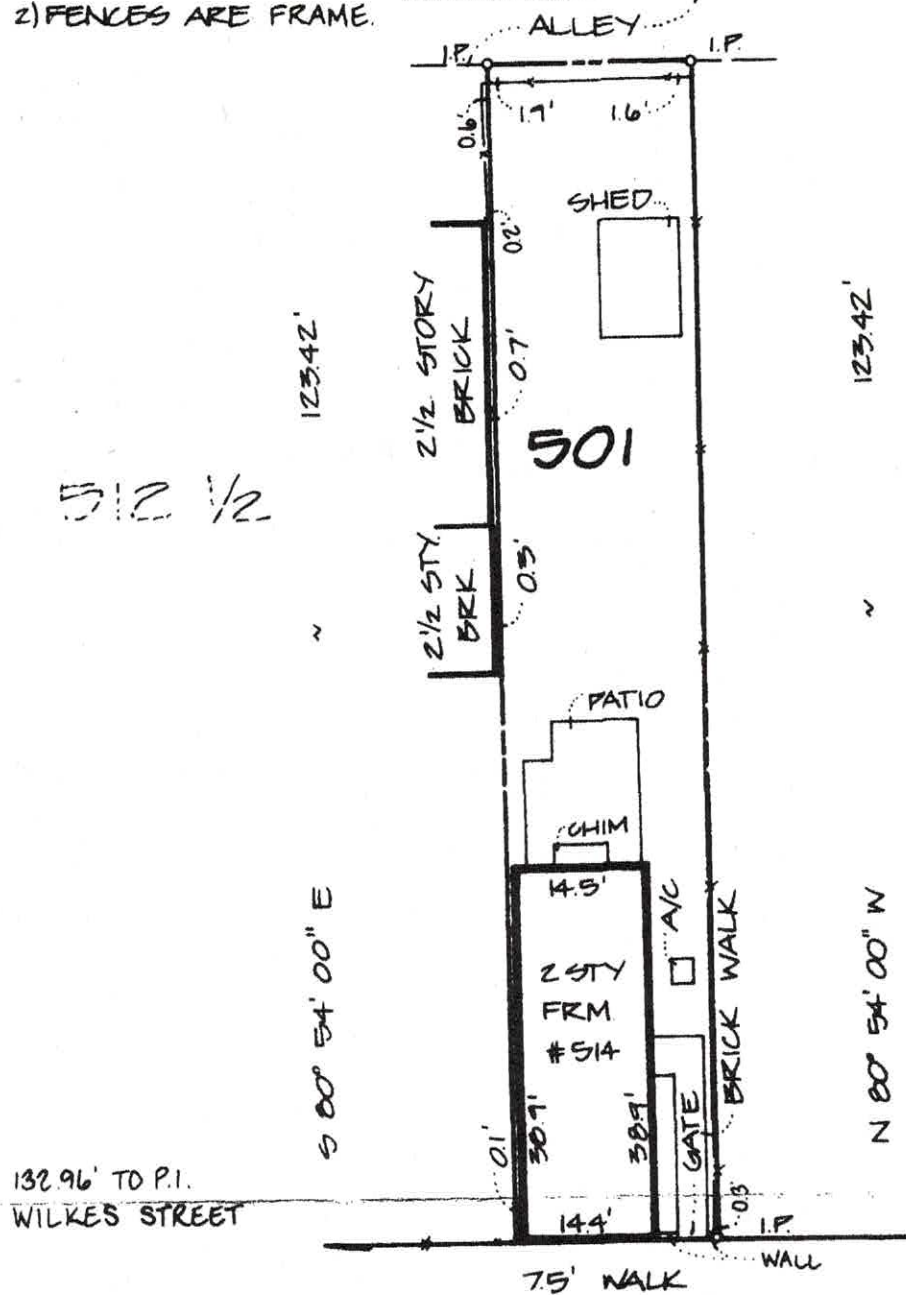 2) FENCES ARE FRAME.
ALLEY
I.P.
I.P.
0.6'
1.9'
1.6'
SHED
0.2'
2 1/2 STORY
BRICK
123.42'
0.7'
123.42'
501
512 1/2
2 1/2 STY.
BRK.
0.3'
~
~
PATIO
CHIM
14.5'
A/C
S 80° 54' 00" E
2 STY
FRM
#514
BRICK WALK
N 80° 54' 00" W
0.1'
38.9'
38.9'
GATE
132.96' TO P.I.
WILKES STREET
14.4'
0.3
I.P.
WALL
7.5' WALK